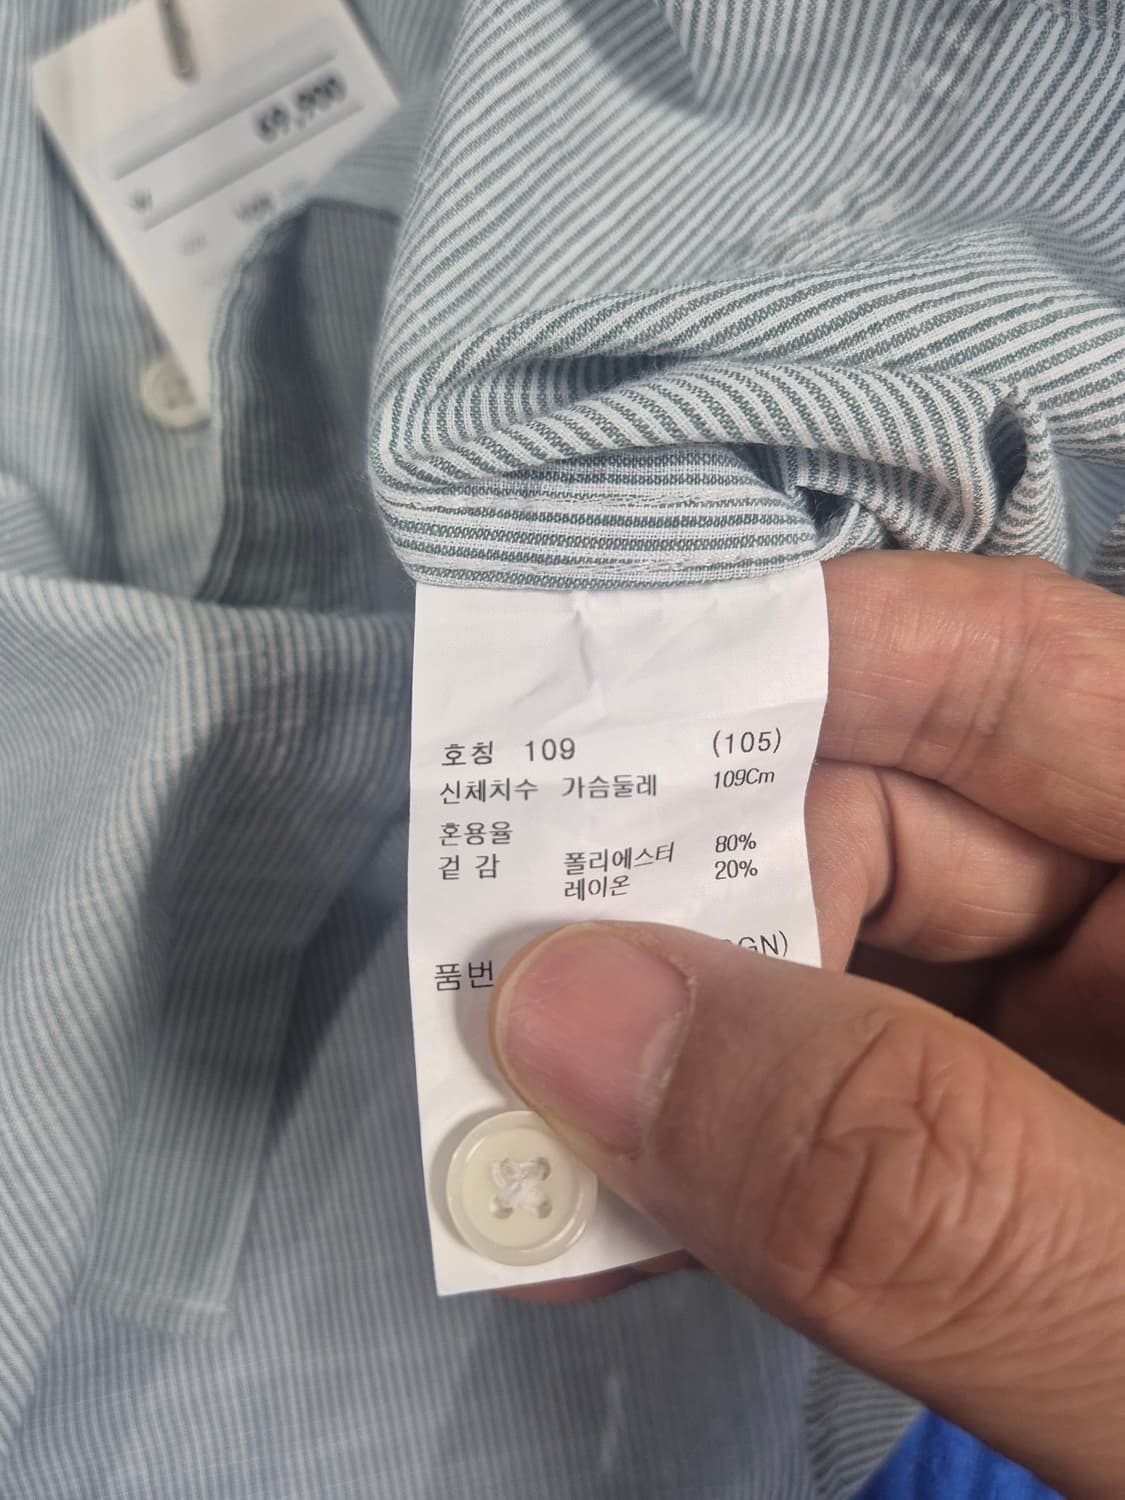 69,900
호칭 109 (105)
신체치수 가슴둘레 109Cm
혼용율
겉 감 폴리에스터 80%
레이온 20%
GN)
품번